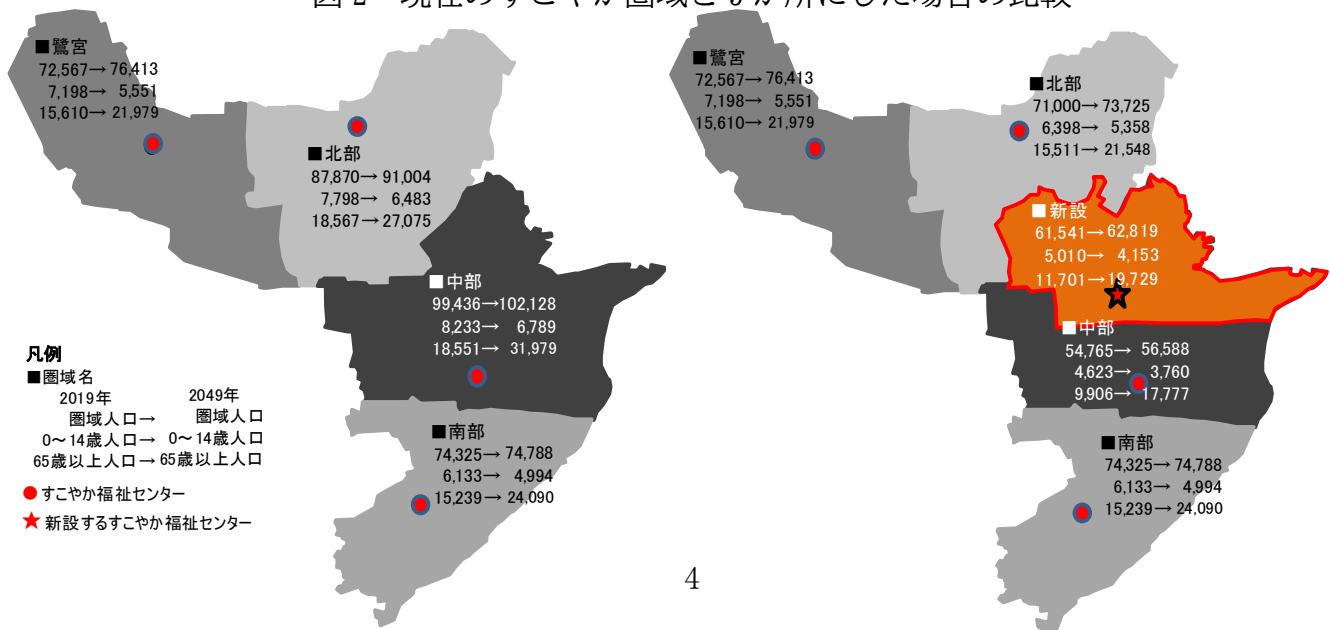 図 2 現在のすこやか圏域と か所にした場合の比較
■鷺宮
72,567→76,413
7,198→ 5,551
15,610→21,979
■北部
87,870→91,004
7,798→ 6,483
18,567→27,075
■中部
99,436→102,128
8,233→ 6,789
18,551→ 31,979
■南部
74,325→74,788
6,133→ 4,994
15,239→24,090
凡例
■圏域名
2019年 2049年
圏域人口→ 圏域人口
0~14歳人口→ 0~14歳人口
65歳以上人口→65歳以上人口
●すこやか福祉センター
★新設するすこやか福祉センター
■鷺宮
72,567→76,413
7,198→ 5,551
15,610→21,979
■北部
71,000→73,725
6,398→ 5,358
15,511→21,548
■新設
61,541→62,819
5,010→ 4,153
11,701→19,729
■中部
54,765→ 56,588
4,623→ 3,760
9,906→17,777
■南部
74,325→74,788
6,133→ 4,994
15,239→24,090
4